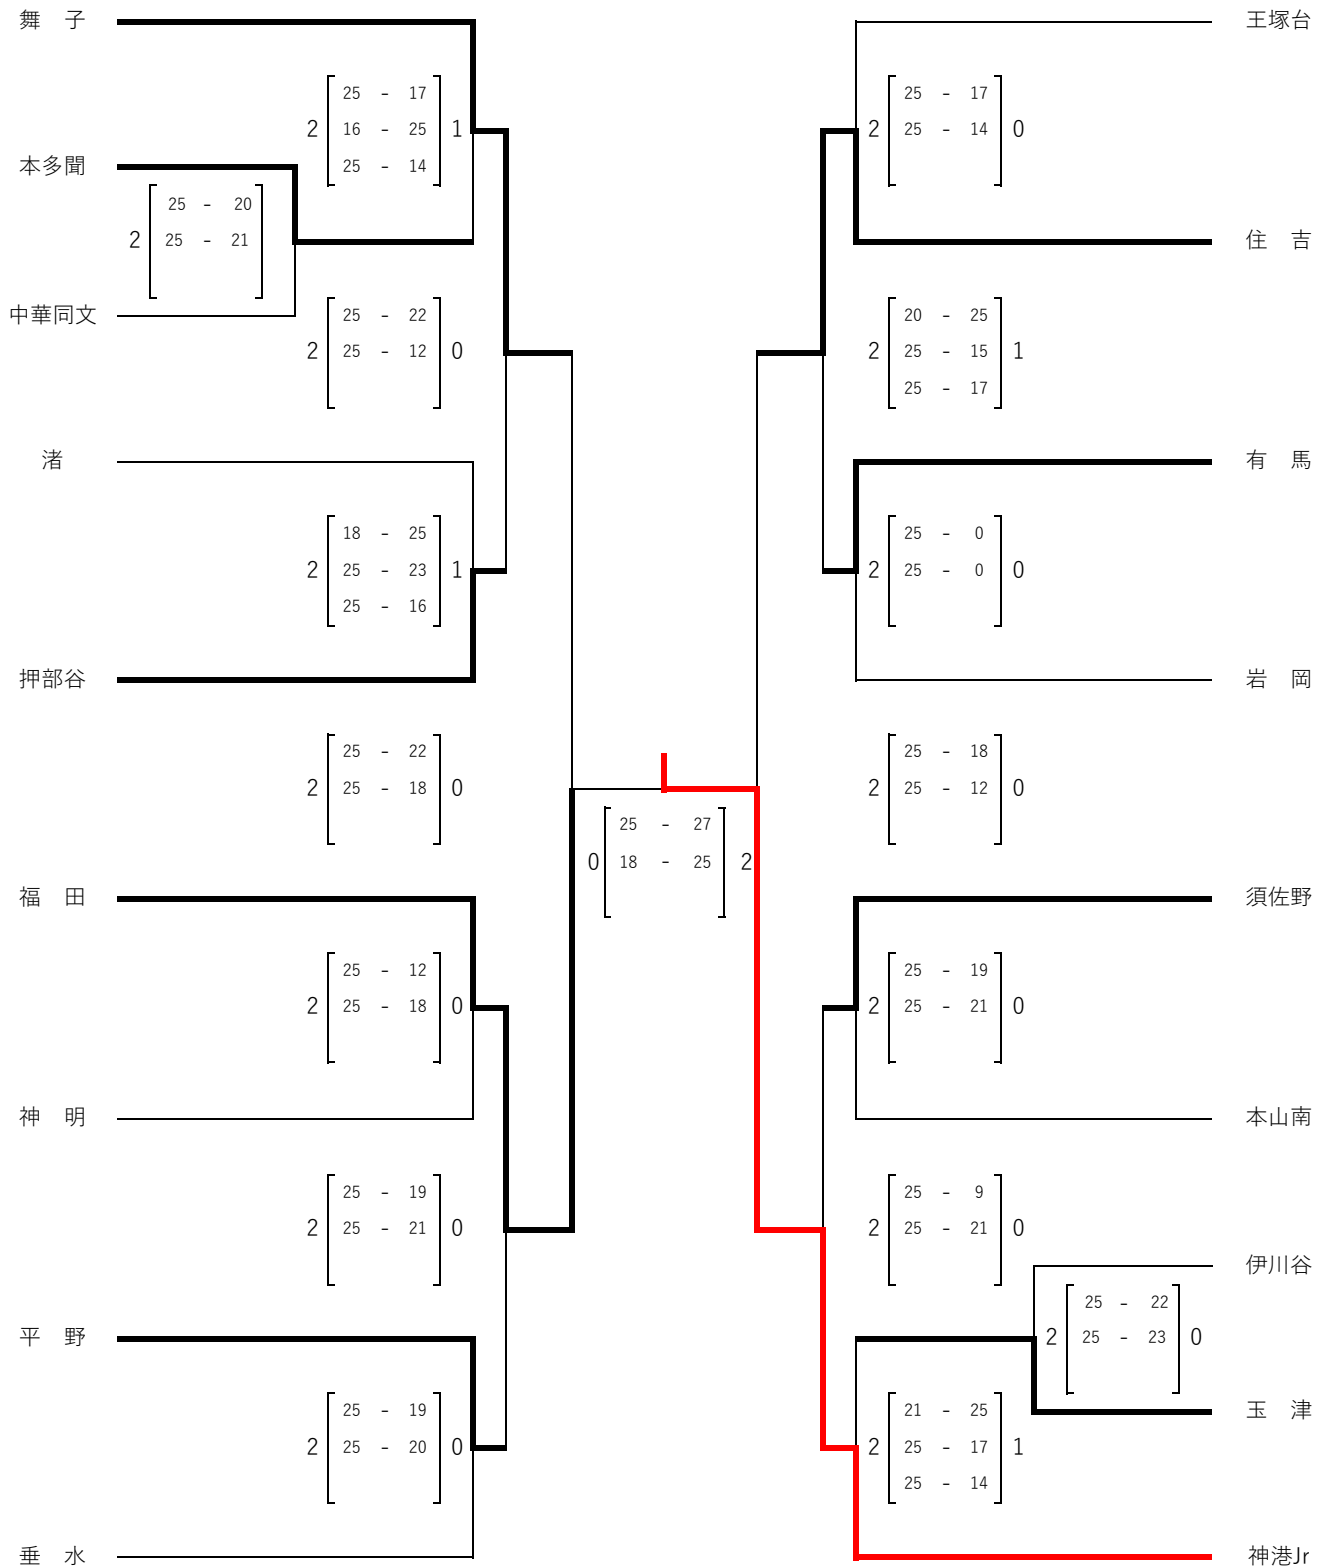 舞　子
王塚台
25 － 17
2 16 － 25 1
25 － 14
25 － 17
2 25 － 14 0
本多聞
25 － 20
2 25 － 21
住　吉
中華同文
25 － 22
2 25 － 12 0
20 － 25
2 25 － 15 1
25 － 17
渚
有　馬
18 － 25
2 25 － 23 1
25 － 16
25 － 0
2 25 － 0 0
押部谷
岩　岡
25 － 22
2 25 － 18 0
25 － 18
2 25 － 12 0
25 － 27
0 18 － 25 2
福　田
須佐野
25 － 12
2 25 － 18 0
25 － 19
2 25 － 21 0
神　明
本山南
25 － 19
2 25 － 21 0
25 － 9
2 25 － 21 0
伊川谷
25 － 22
2 25 － 23 0
平　野
玉　津
25 － 19
2 25 － 20 0
21 － 25
2 25 － 17 1
25 － 14
垂　水
神港Jr